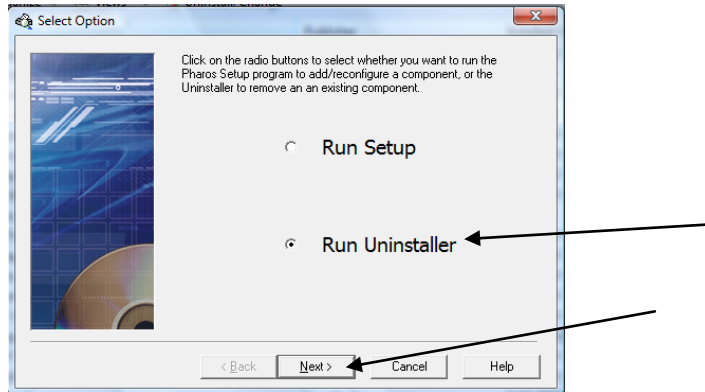 Select Option
Click on the radio buttons to select whether you want to run the
Pharos Setup program to add/reconfigure a component, or the
Uninstaller to remove an an existing component.
Run Setup
Run Uninstaller
< Back
Next >
Cancel
Help